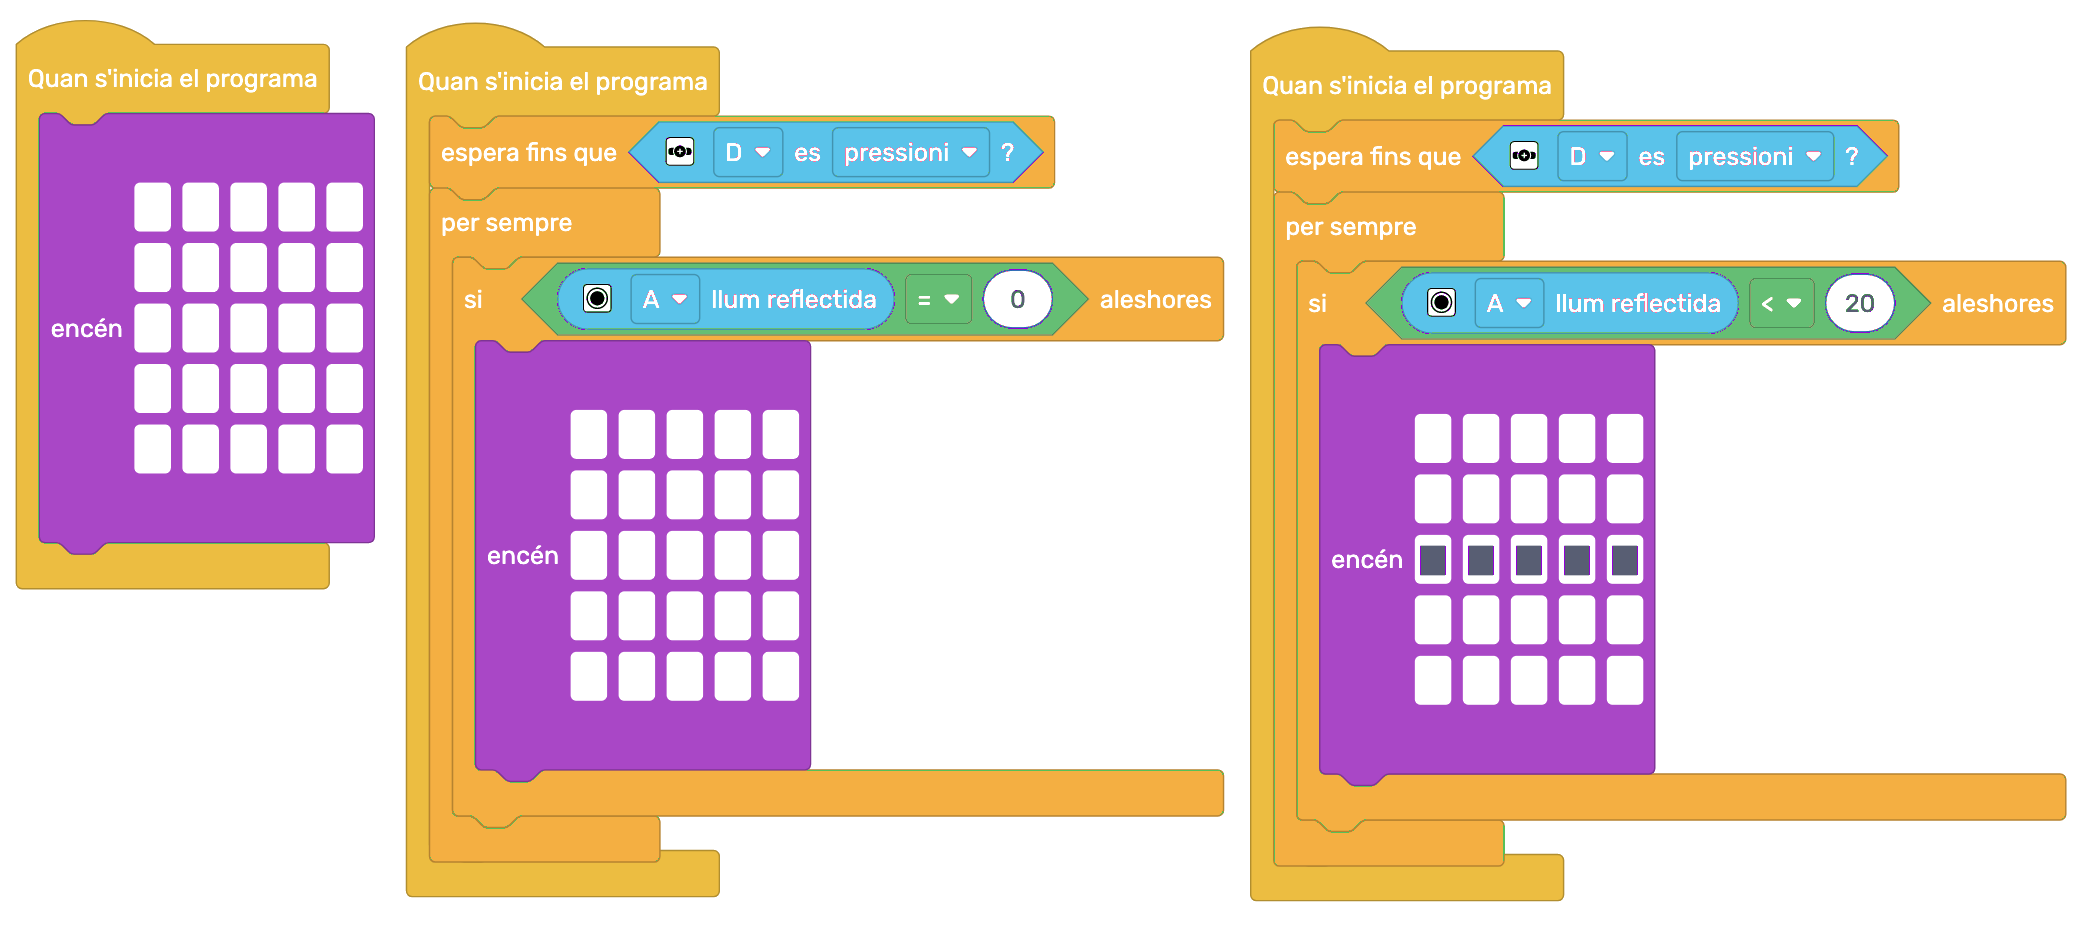 Quan s'inicia el programa
encén
Quan s'inicia el programa
espera fins que D es pressioni ?
per sempre
si A llum reflectida = 0 aleshores
encén
Quan s'inicia el programa
espera fins que D es pressioni ?
per sempre
si A llum reflectida < 20 aleshores
encén